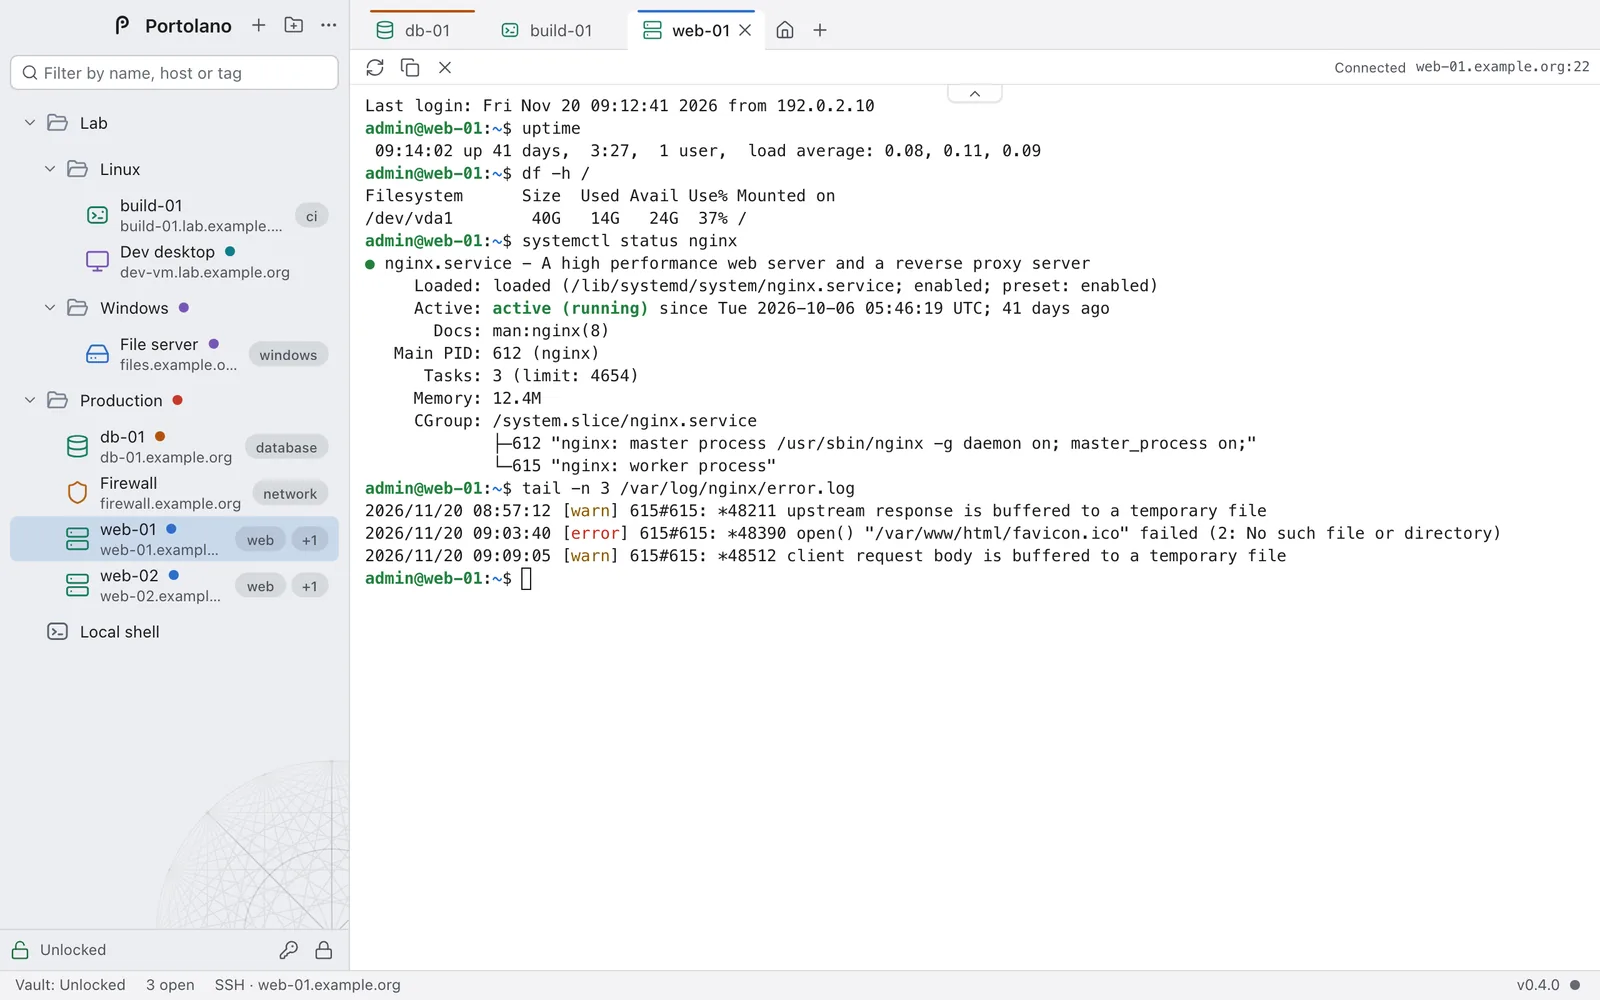 Portolano
Filter by name, host or tag
Lab
Linux
build-01
build-01.lab.example....
ci
Dev desktop
dev-vm.lab.example.org
Windows
File server
files.example.o...
windows
Production
db-01
db-01.example.org
database
Firewall
firewall.example.org
network
web-01
web-01.exampl...
web +1
web-02
web-02.exampl...
web +1
Local shell
Unlocked
db-01
build-01
web-01
Connected web-01.example.org:22
Last login: Fri Nov 20 09:12:41 2026 from 192.0.2.10
admin@web-01:~$ uptime
09:14:02 up 41 days, 3:27, 1 user, load average: 0.08, 0.11, 0.09
admin@web-01:~$ df -h /
Filesystem Size Used Avail Use% Mounted on
/dev/vda1 40G 14G 24G 37% /
admin@web-01:~$ systemctl status nginx
● nginx.service - A high performance web server and a reverse proxy server
Loaded: loaded (/lib/systemd/system/nginx.service; enabled; preset: enabled)
Active: active (running) since Tue 2026-10-06 05:46:19 UTC; 41 days ago
Docs: man:nginx(8)
Main PID: 612 (nginx)
Tasks: 3 (limit: 4654)
Memory: 12.4M
CGroup: /system.slice/nginx.service
├─612 "nginx: master process /usr/sbin/nginx -g daemon on; master_process on;"
└─615 "nginx: worker process"
admin@web-01:~$ tail -n 3 /var/log/nginx/error.log
2026/11/20 08:57:12 [warn] 615#615: *48211 upstream response is buffered to a temporary file
2026/11/20 09:03:40 [error] 615#615: *48390 open() "/var/www/html/favicon.ico" failed (2: No such file or directory)
2026/11/20 09:09:05 [warn] 615#615: *48512 client request body is buffered to a temporary file
admin@web-01:~$
Vault: Unlocked 3 open SSH · web-01.example.org
v0.4.0